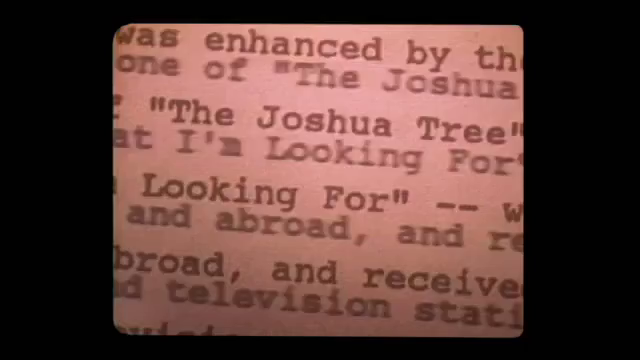 was enhanced by th
one of "The Joshua
"The Joshua Tree"
at I'm Looking For"
Looking For" -- w
and abroad, and re
broad, and receive
d television stati